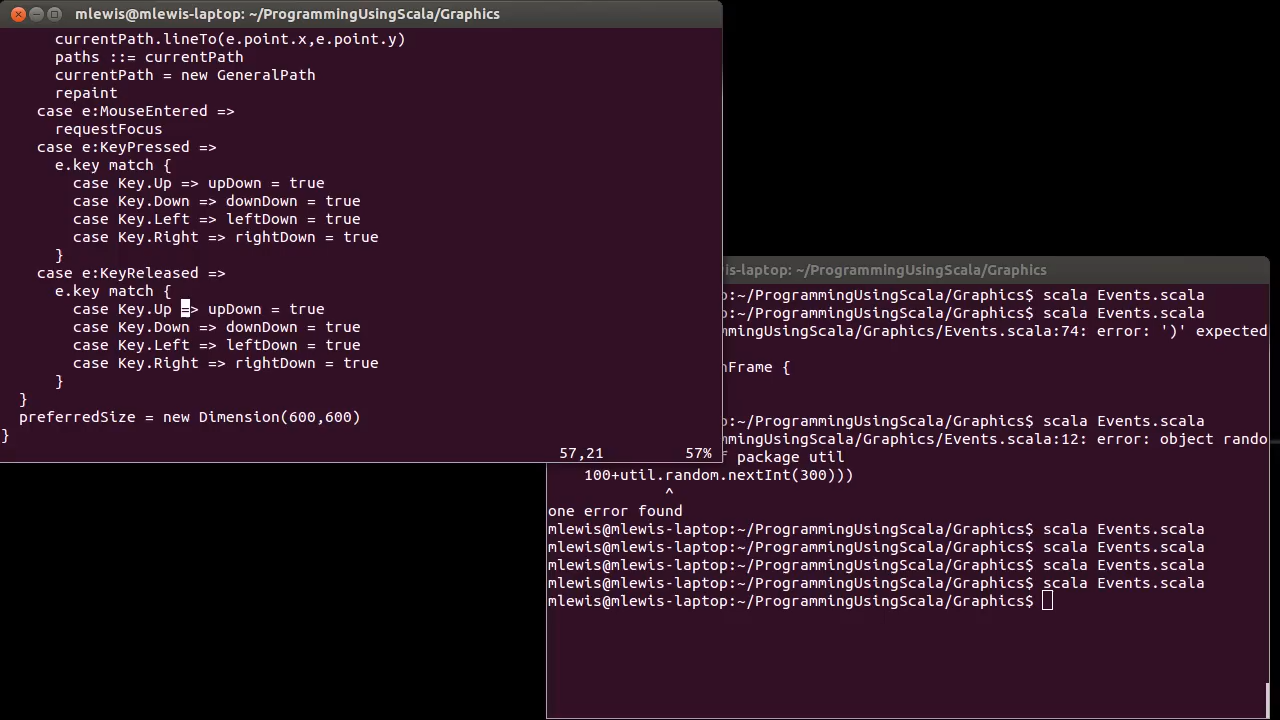 mlewis@mlewis-laptop: ~/ProgrammingUsingScala/Graphics
currentPath.lineTo(e.point.x,e.point.y)
paths ::= currentPath
currentPath = new GeneralPath
repaint
case e:MouseEntered =>
requestFocus
case e:KeyPressed =>
e.key match {
case Key.Up => upDown = true
case Key.Down => downDown = true
case Key.Left => leftDown = true
case Key.Right => rightDown = true
}
case e:KeyReleased =>
e.key match {
case Key.Up => upDown = true
case Key.Down => downDown = true
case Key.Left => leftDown = true
case Key.Right => rightDown = true
}
}
preferredSize = new Dimension(600,600)
}
57,21 57%
is-laptop: ~/ProgrammingUsingScala/Graphics
p:~/ProgrammingUsingScala/Graphics$ scala Events.scala
p:~/ProgrammingUsingScala/Graphics$ scala Events.scala
mmingUsingScala/Graphics/Events.scala:74: error: ')' expected
nFrame {
p:~/ProgrammingUsingScala/Graphics$ scala Events.scala
mmingUsingScala/Graphics/Events.scala:12: error: object rando
f package util
100+util.random.nextInt(300)))
^
one error found
mlewis@mlewis-laptop:~/ProgrammingUsingScala/Graphics$ scala Events.scala
mlewis@mlewis-laptop:~/ProgrammingUsingScala/Graphics$ scala Events.scala
mlewis@mlewis-laptop:~/ProgrammingUsingScala/Graphics$ scala Events.scala
mlewis@mlewis-laptop:~/ProgrammingUsingScala/Graphics$ scala Events.scala
mlewis@mlewis-laptop:~/ProgrammingUsingScala/Graphics$